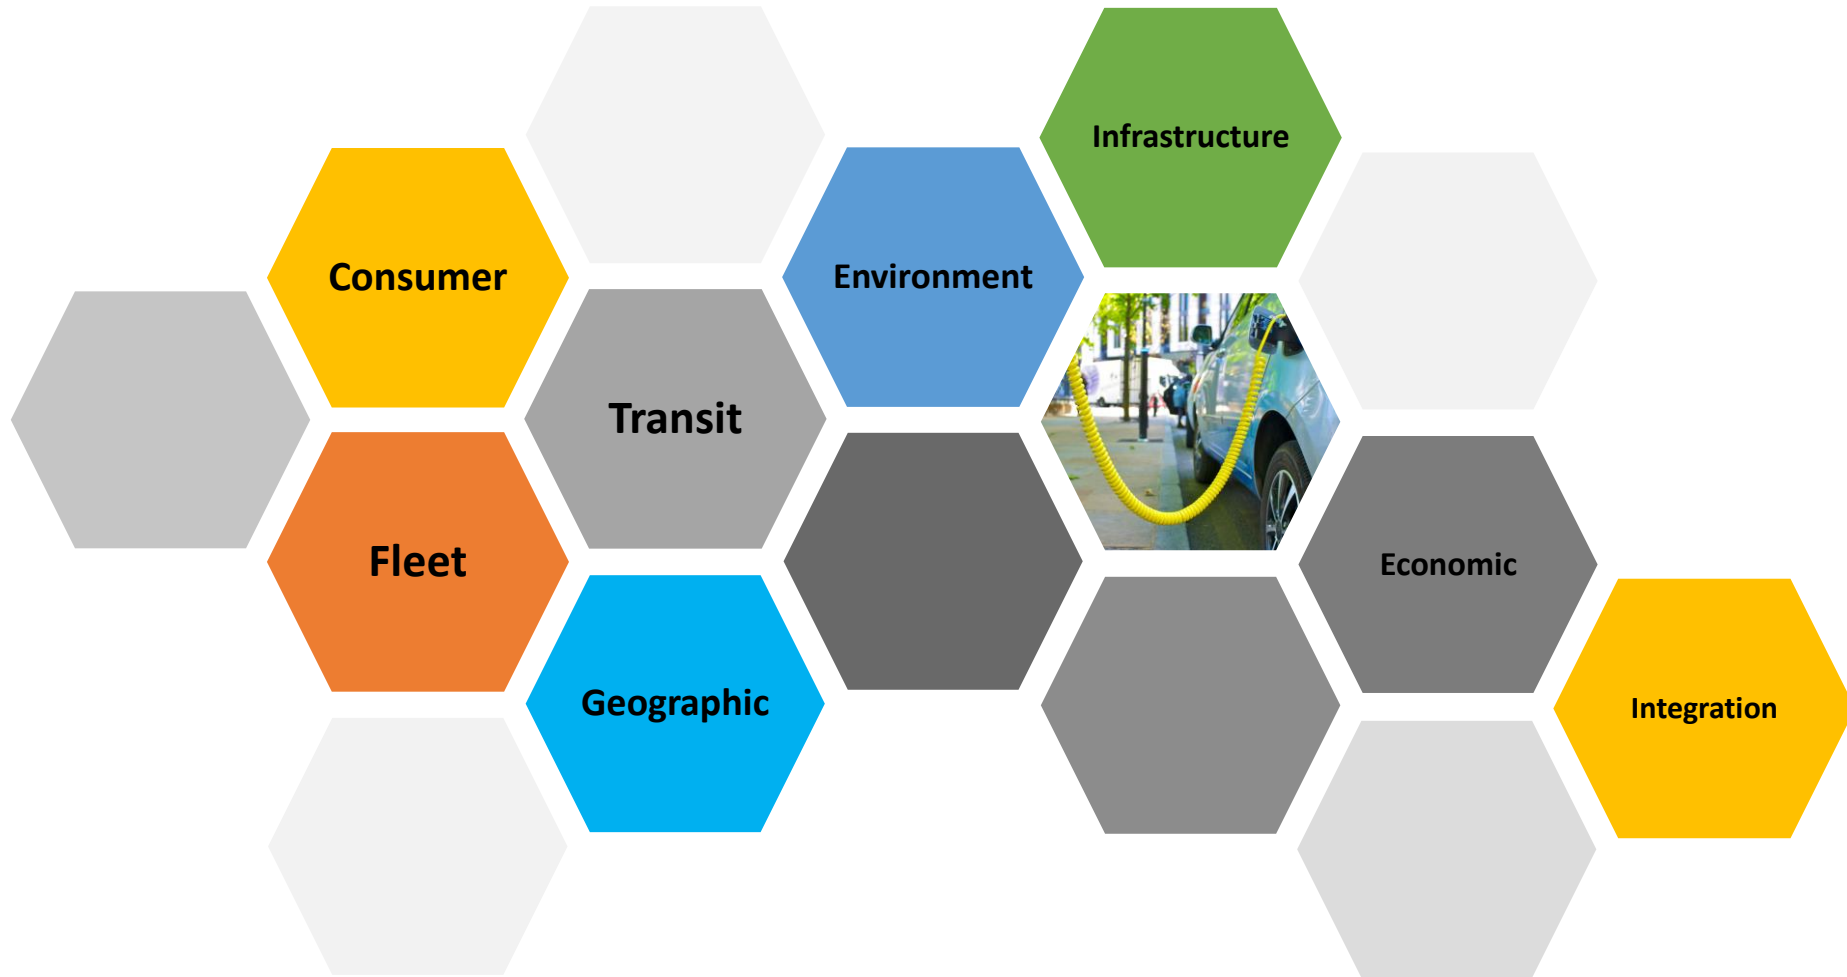 Infrastructure
Consumer
Environment
Transit
Fleet
Economic
Geographic
Integration